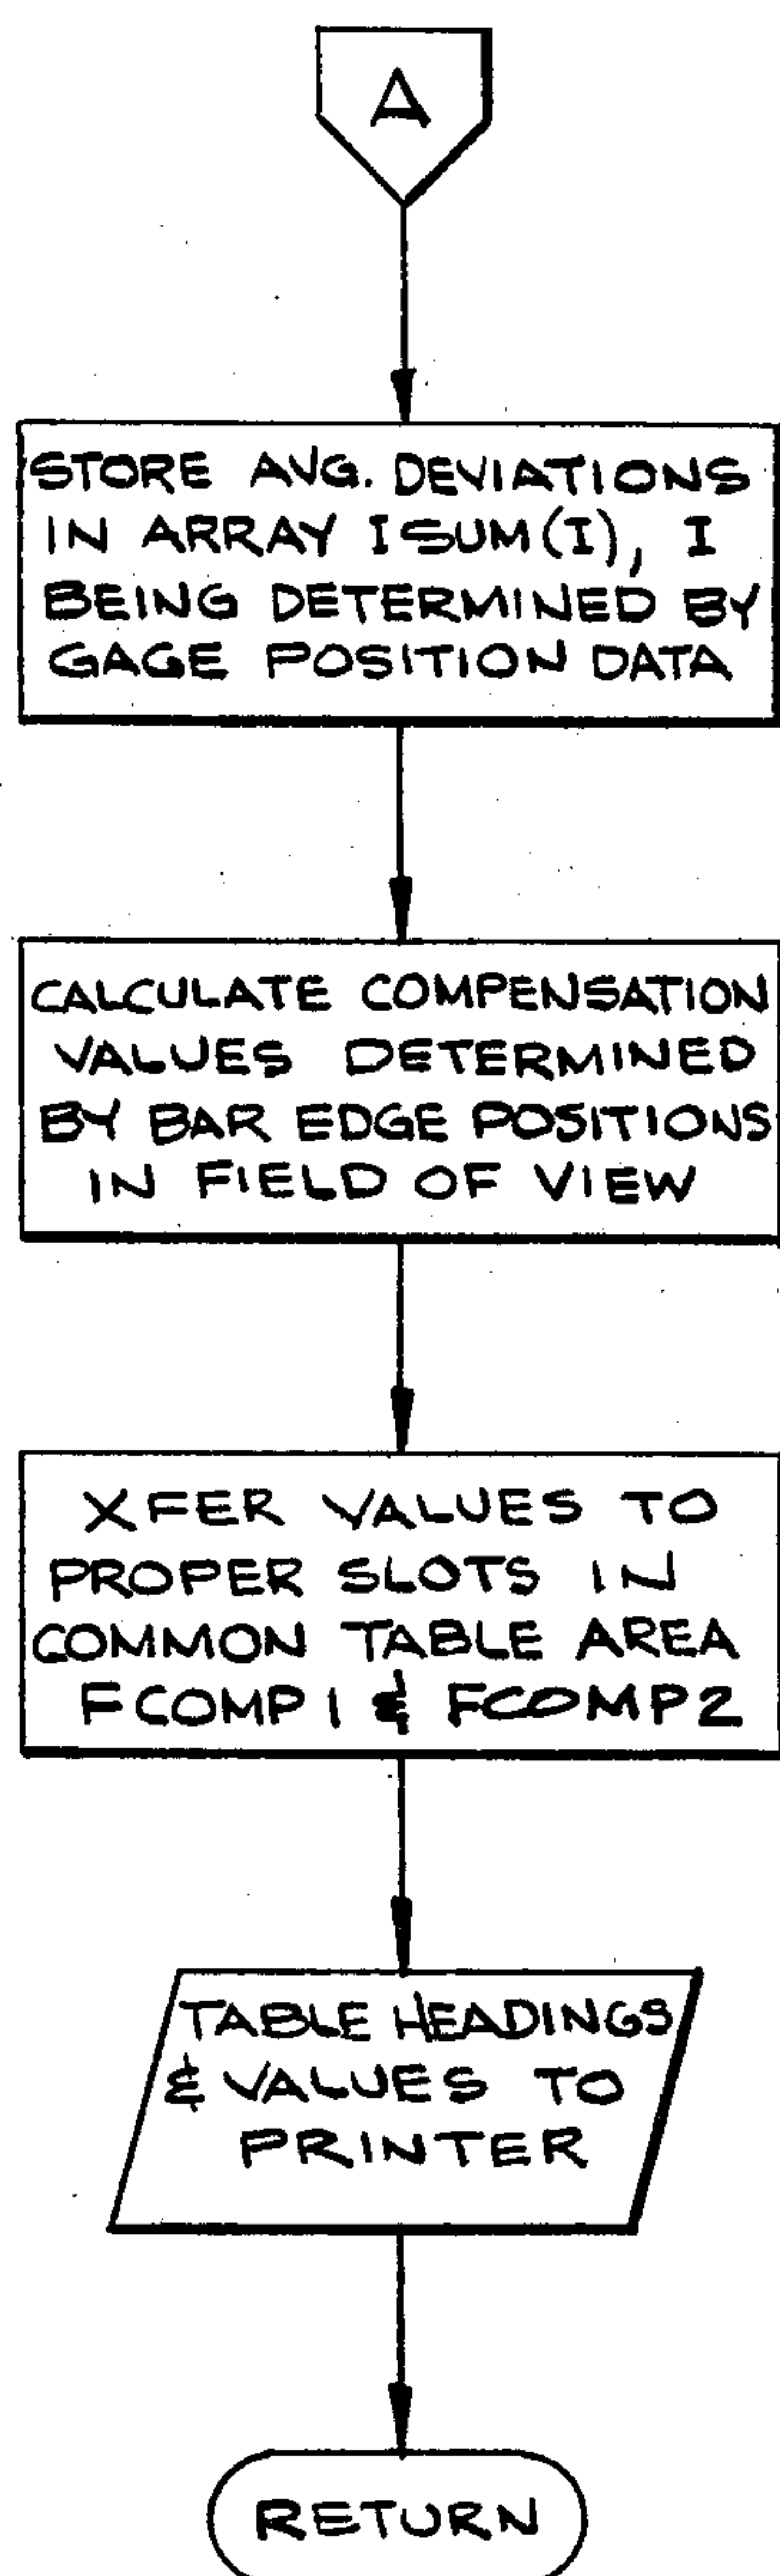 A
STORE AVG. DEVIATIONS
IN ARRAY ISUM(I), I
BEING DETERMINED BY
GAGE POSITION DATA
CALCULATE COMPENSATION
VALUES DETERMINED
BY BAR EDGE POSITIONS
IN FIELD OF VIEW
XFER VALUES TO
PROPER SLOTS IN
COMMON TABLE AREA
FCOMP1 & FCOMP2
TABLE HEADINGS
& VALUES TO
PRINTER
RETURN